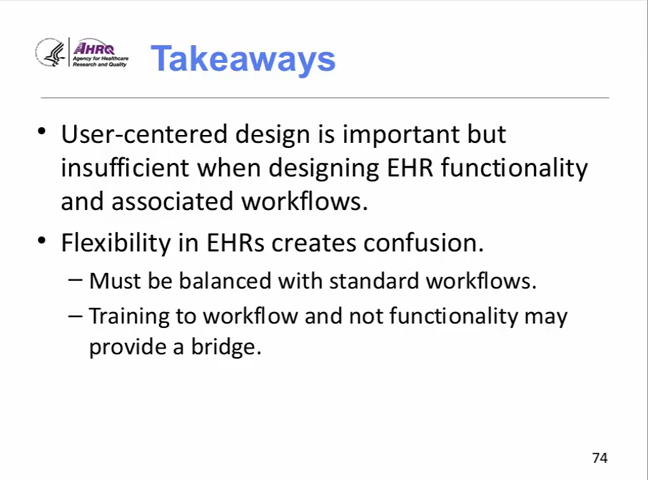 AHRQ
Agency for Healthcare
Research and Quality
Takeaways
• User-centered design is important but
insufficient when designing EHR functionality
and associated workflows.
• Flexibility in EHRs creates confusion.
– Must be balanced with standard workflows.
– Training to workflow and not functionality may
provide a bridge.
74